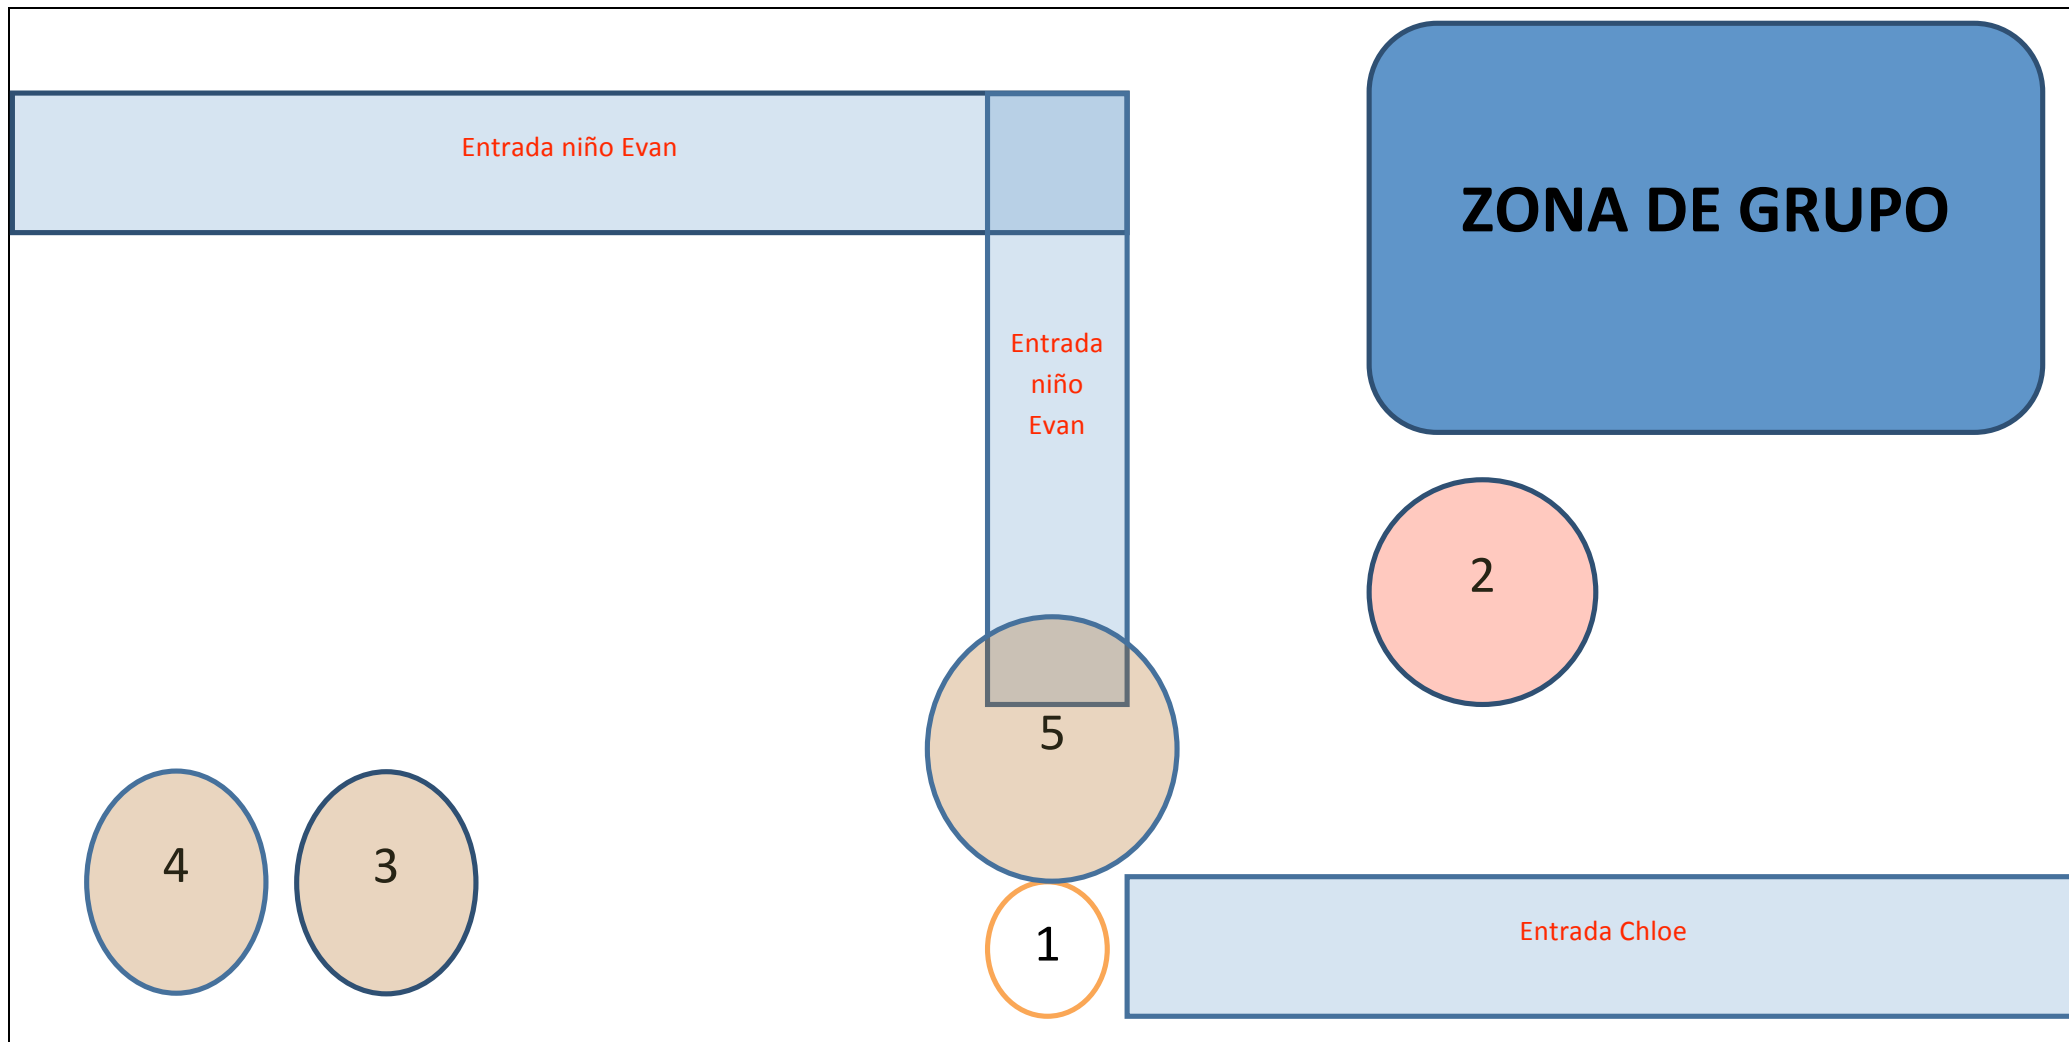 Entrada niño Evan
ZONA DE GRUPO
Entrada
niño
Evan
2
5
4
3
1
Entrada Chloe